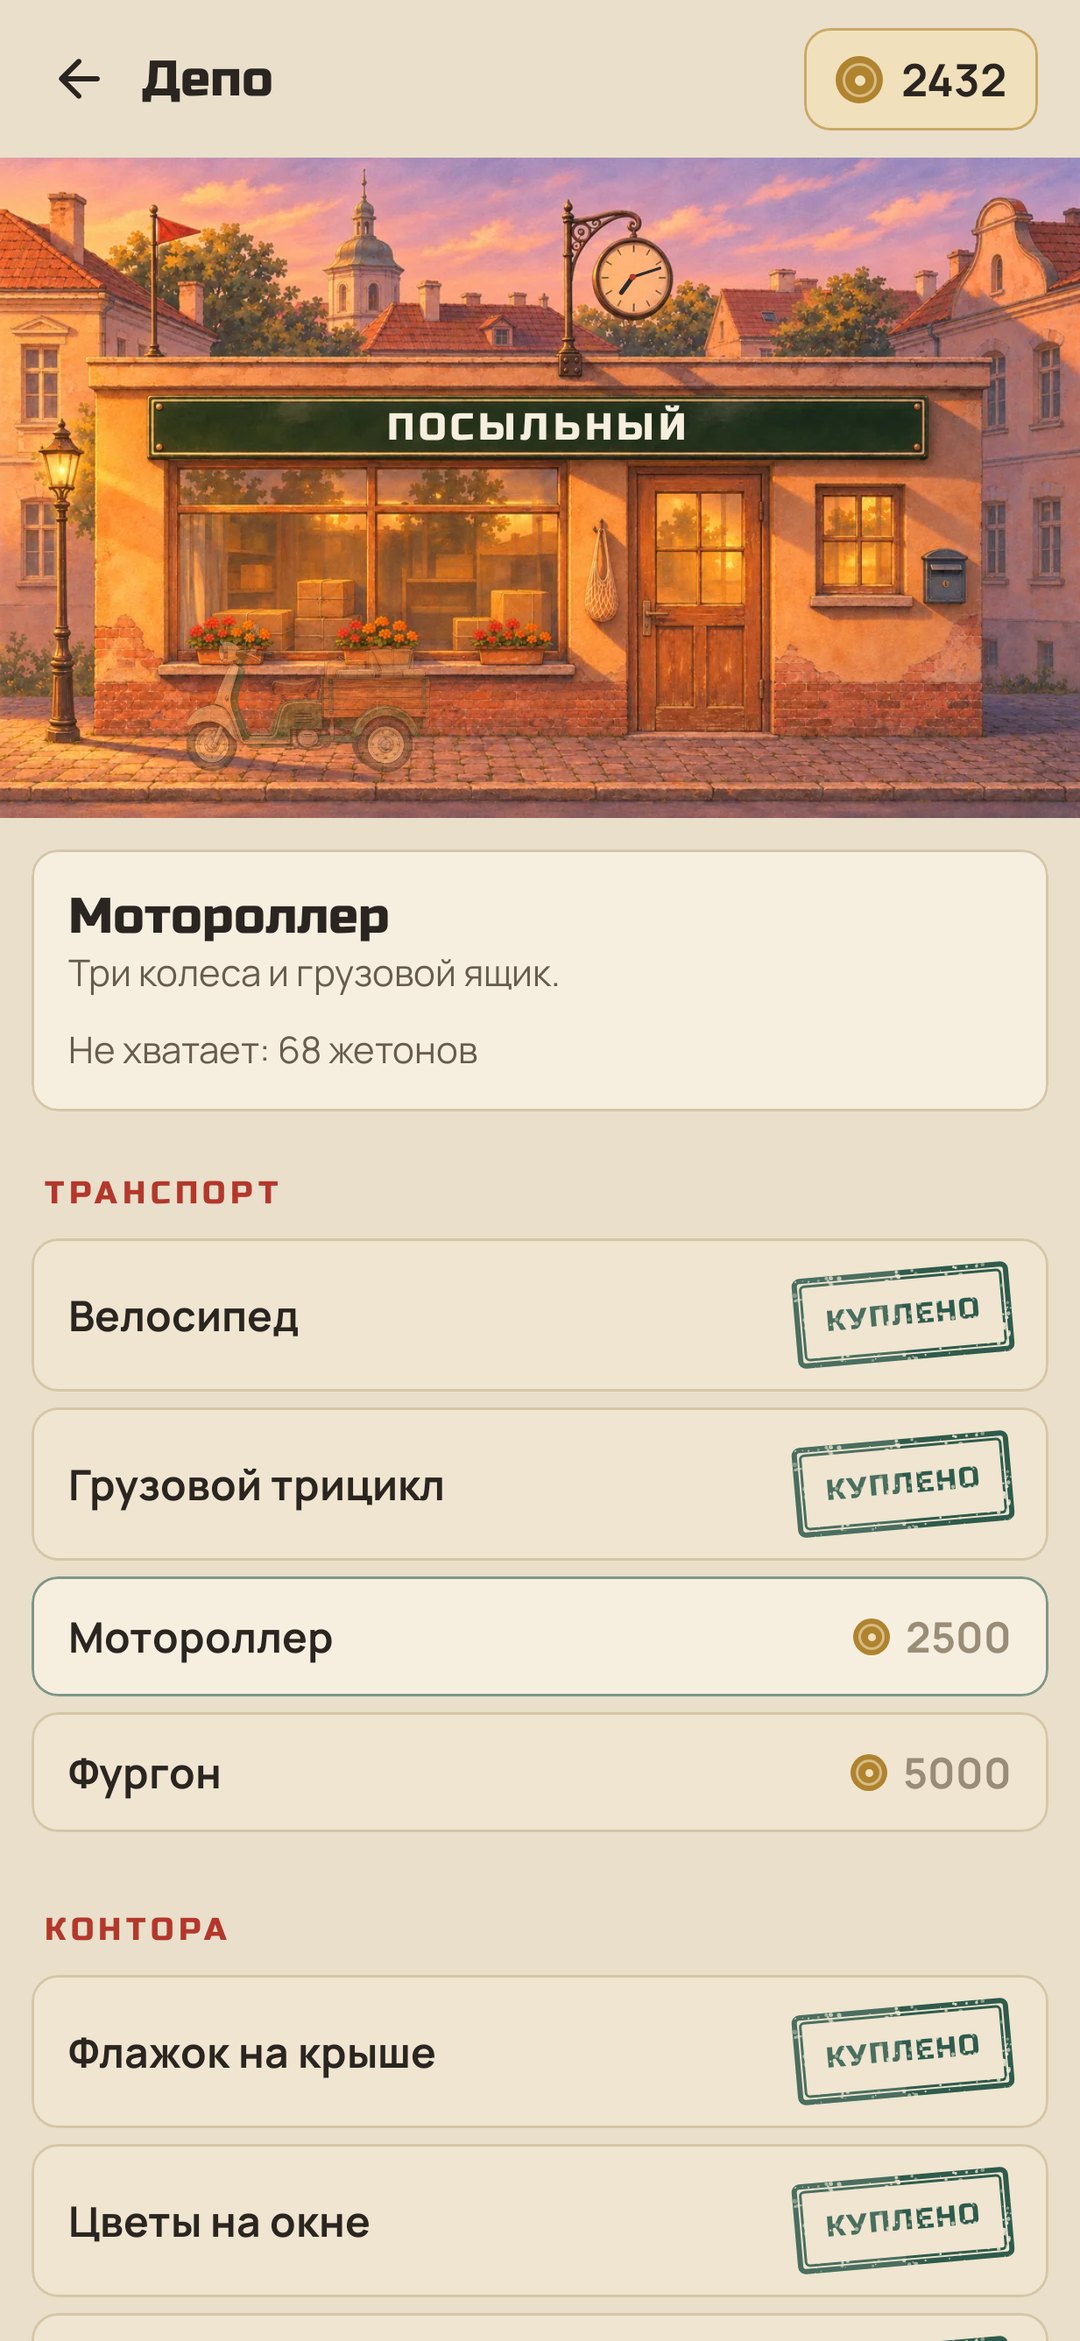 Депо
2432
ПОСЫЛЬНЫЙ
Мотороллер
Три колеса и грузовой ящик.
Не хватает: 68 жетонов
ТРАНСПОРТ
Велосипед
КУПЛЕНО
Грузовой трицикл
КУПЛЕНО
Мотороллер
2500
Фургон
5000
КОНТОРА
Флажок на крыше
КУПЛЕНО
Цветы на окне
КУПЛЕНО